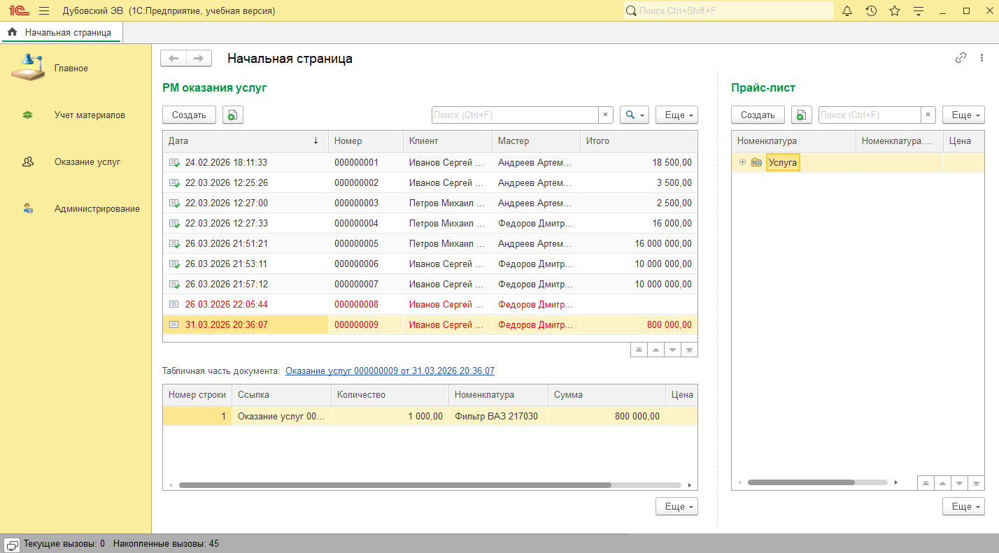 1С Дубовский ЭВ (1С:Предприятие, учебная версия) Поиск Ctrl+Shift+F
Начальная страница
Главное
Учет материалов
Оказание услуг
Администрирование
Начальная страница
РМ оказания услуг
Создать Поиск (Ctrl+F) × Еще
Дата ↓ Номер Клиент Мастер Итого
24.02.2026 18:11:33 000000001 Иванов Сергей ... Андреев Артем... 18 500,00
22.03.2026 12:25:26 000000002 Иванов Сергей ... Андреев Артем... 3 500,00
22.03.2026 12:27:00 000000003 Петров Михаил ... Андреев Артем... 2 500,00
22.03.2026 12:27:33 000000004 Петров Михаил ... Федоров Дмитр... 16 000,00
26.03.2026 21:51:21 000000005 Петров Михаил ... Андреев Артем... 16 000 000,00
26.03.2026 21:53:11 000000006 Иванов Сергей ... Федоров Дмитр... 10 000 000,00
26.03.2026 21:57:12 000000007 Иванов Сергей ... Федоров Дмитр... 10 000 000,00
26.03.2026 22:05:44 000000008 Иванов Сергей ... Федоров Дмитр...
31.03.2026 20:36:07 000000009 Иванов Сергей ... Федоров Дмитр... 800 000,00
Табличная часть документа: Оказание услуг 000000009 от 31.03.2026 20:36:07
Номер строки Ссылка Количество Номенклатура Сумма Цена
1 Оказание услуг 00... 1 000,00 Фильтр ВАЗ 217030 800 000,00
Еще
Прайс-лист
Создать Поиск (Ctrl+F) × Еще
Номенклатура Номенклатура.... Цена
Услуга
Еще
Текущие вызовы: 0 Накопленные вызовы: 45